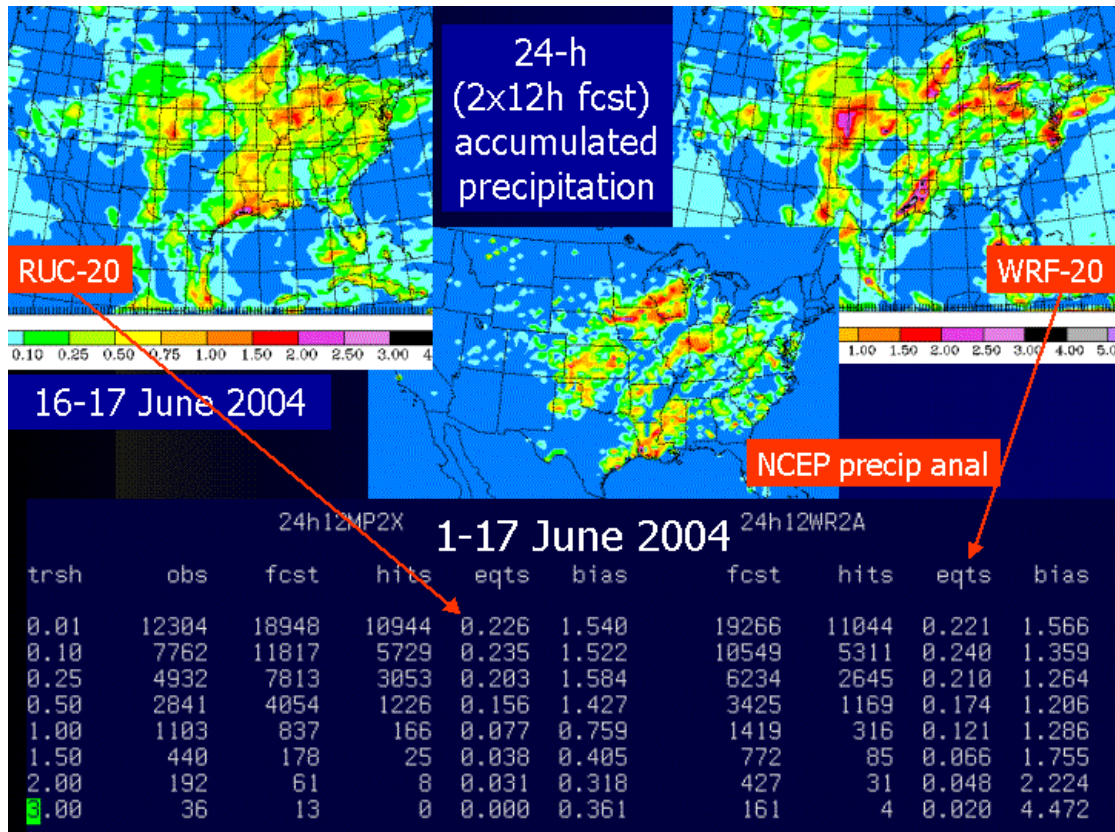 24-h
(2x12h fcst)
accumulated
precipitation
RUC-20
WRF-20
0.10 0.25 0.50 0.75 1.00 1.50 2.00 2.50 3.00 4
1.00 1.50 2.00 2.50 3.00 4.00 5.0
16-17 June 2004
NCEP precip anal
24h12MP2X 1-17 June 2004 24h12WR2A
trsh obs fcst hits eqts bias fcst hits eqts bias
0.01 12304 18948 10944 0.226 1.540 19266 11044 0.221 1.566
0.10 7762 11817 5729 0.235 1.522 10549 5311 0.240 1.359
0.25 4932 7813 3053 0.203 1.584 6234 2645 0.210 1.264
0.50 2841 4054 1226 0.156 1.427 3425 1169 0.174 1.206
1.00 1103 837 166 0.077 0.759 1419 316 0.121 1.286
1.50 440 178 25 0.038 0.405 772 85 0.066 1.755
2.00 192 61 8 0.031 0.318 427 31 0.048 2.224
3.00 36 13 0 0.000 0.361 161 4 0.020 4.472